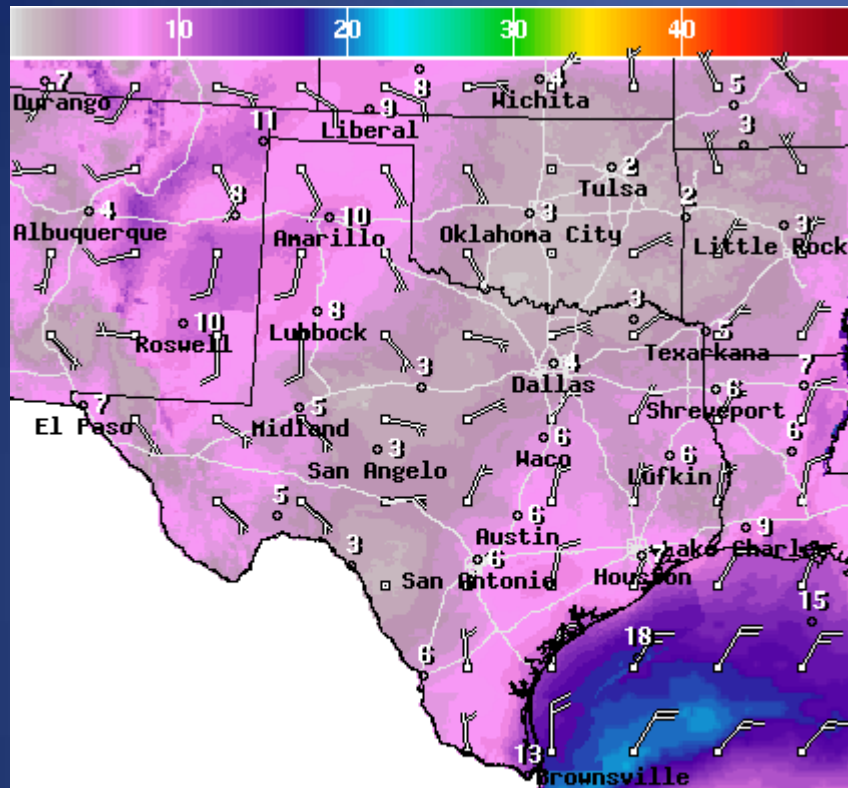 10 20 30 40
7 8 4 5
Durango Wichita
9
Liberal
11 3
2
Tulsa
4 8 10 3 2 3
Albuquerque Amarillo Oklahoma City Little Rock
10 8 3
Roswell Lubbock Texarkana 5
3 4 7
Dallas
7 5 6
El Paso Midland Shreveport
3 6 6 6
San Angelo Waco Lufkin
5 6 9
Austin
3 6 7 Lake Charles
San Antonio Houston
15
18
6
13
Brownsville